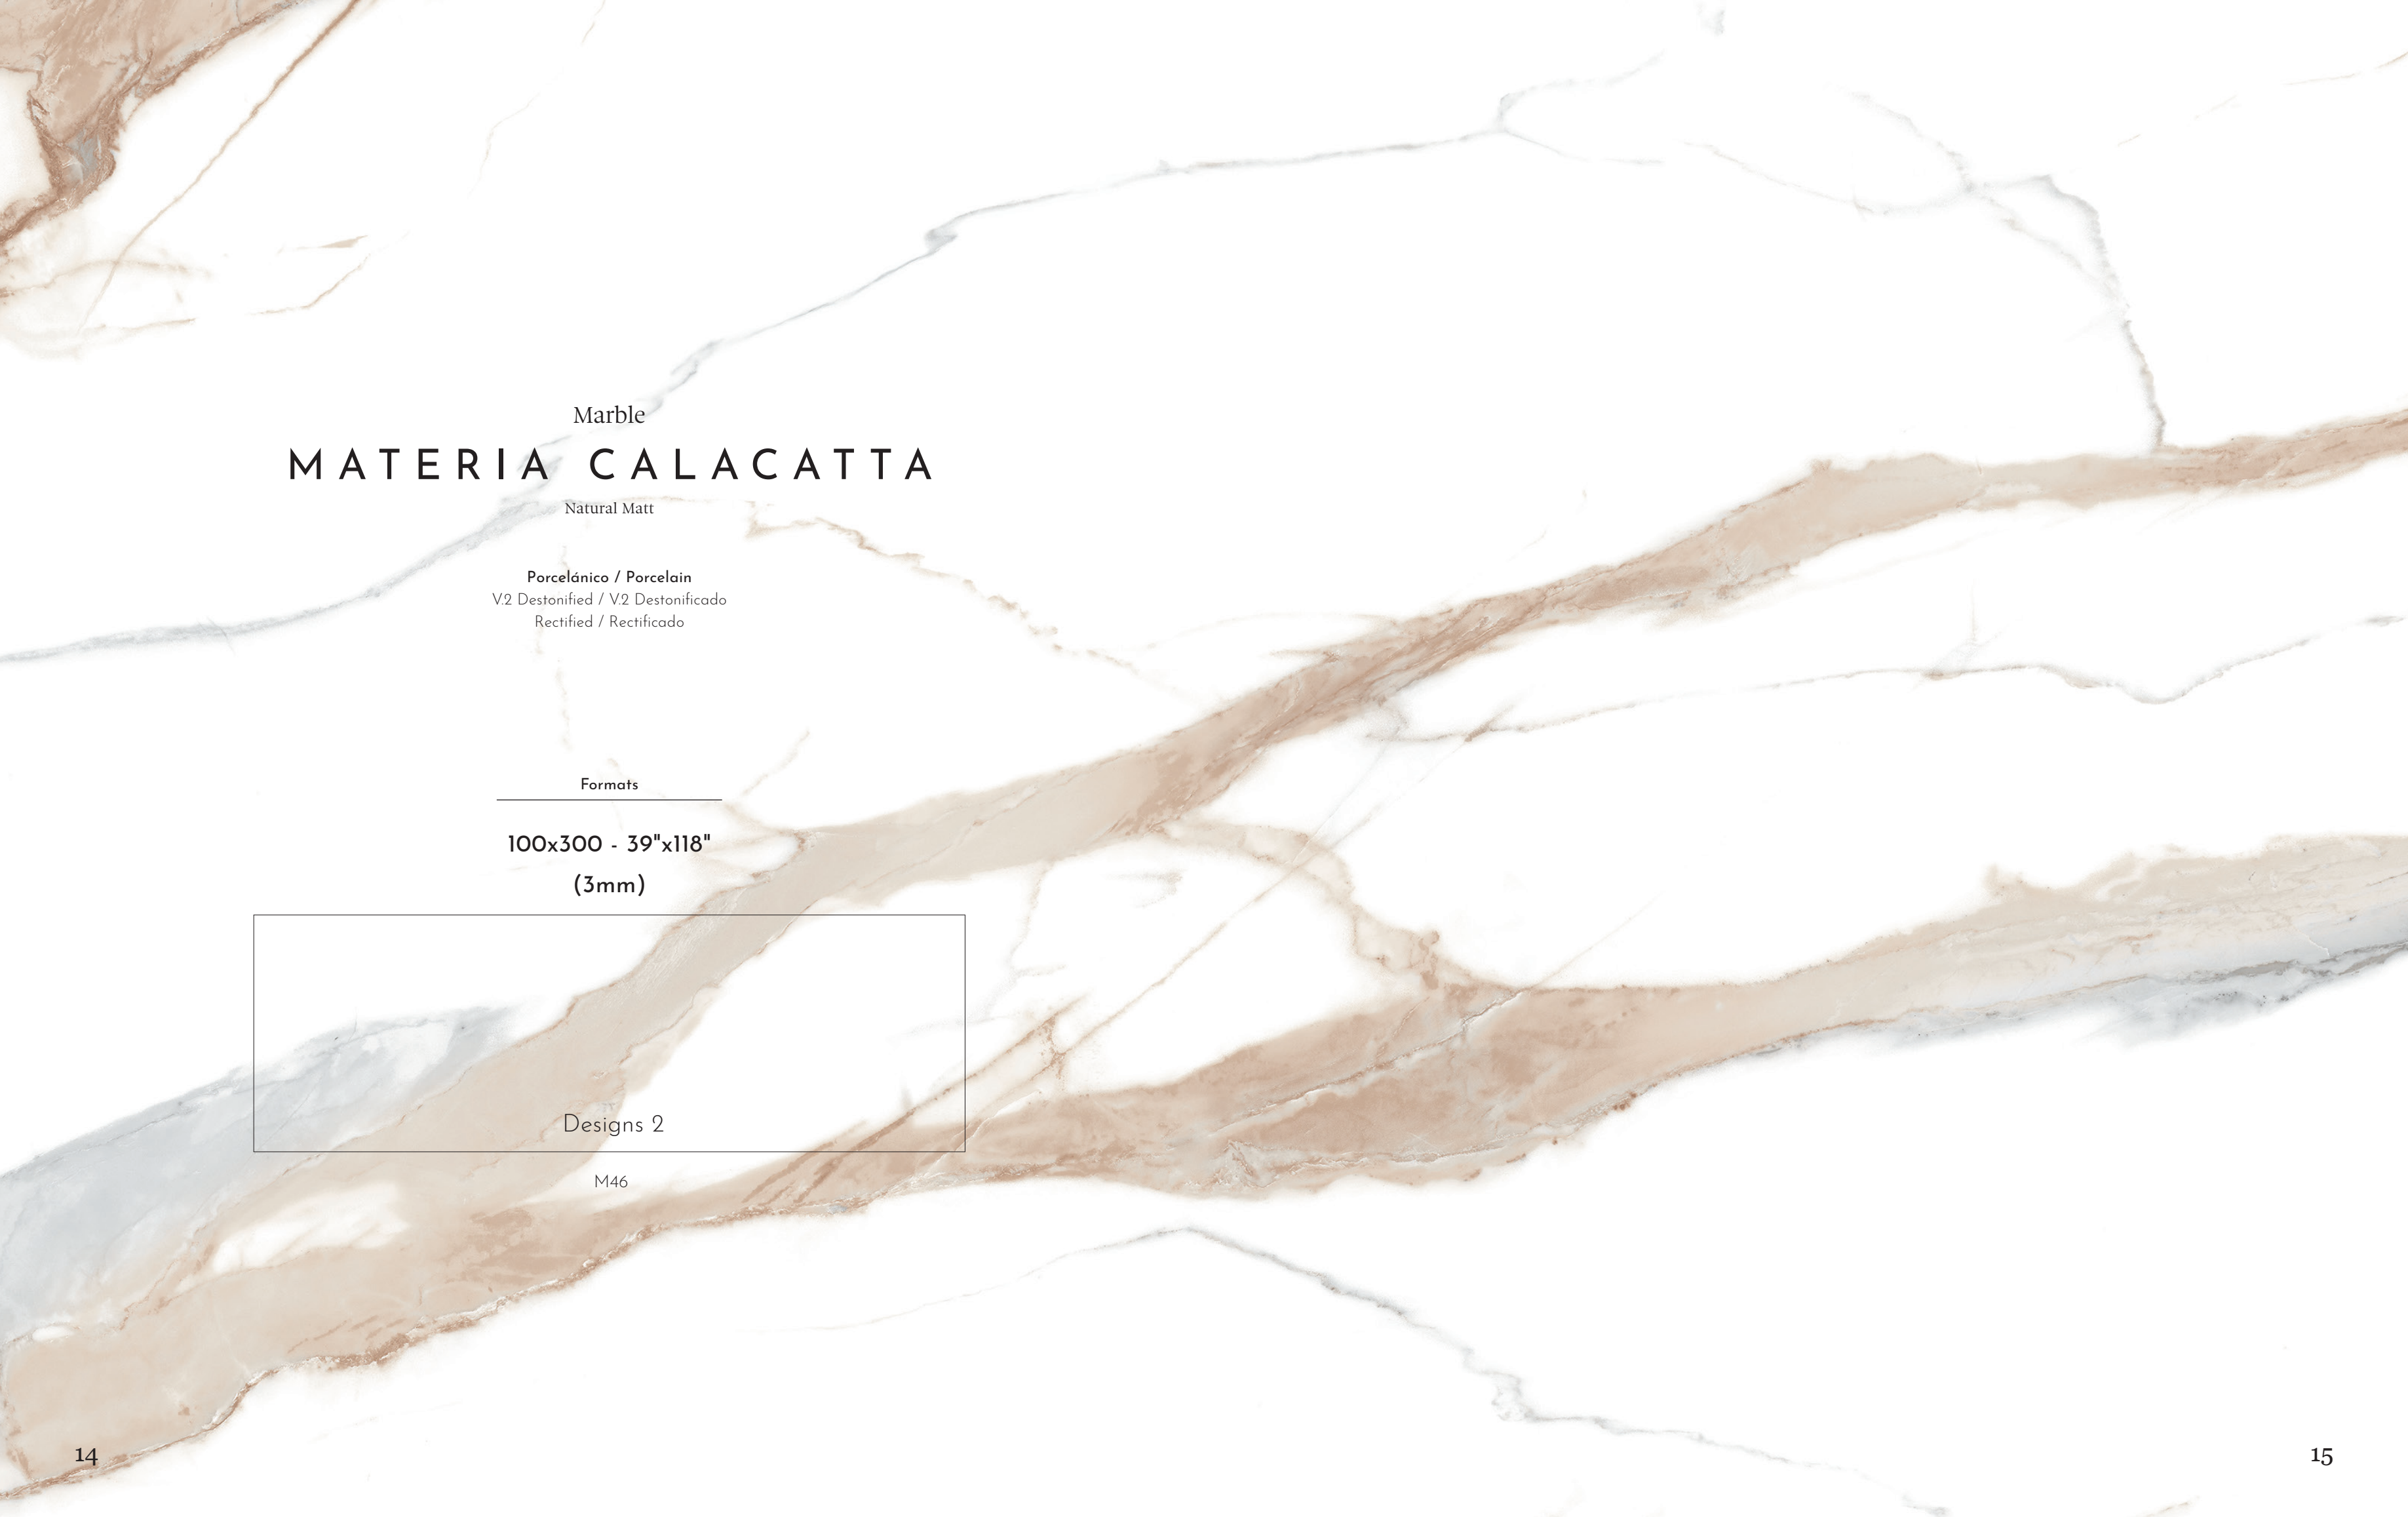 Marble
MATERIA CALACATTA
Natural Matt
Porcelánico / Porcelain
V.2 Destonified / V.2 Destonificado
Rectified / Rectificado
Formats
100x300 - 39"x118"
(3mm)
Designs 2
M46
14
15